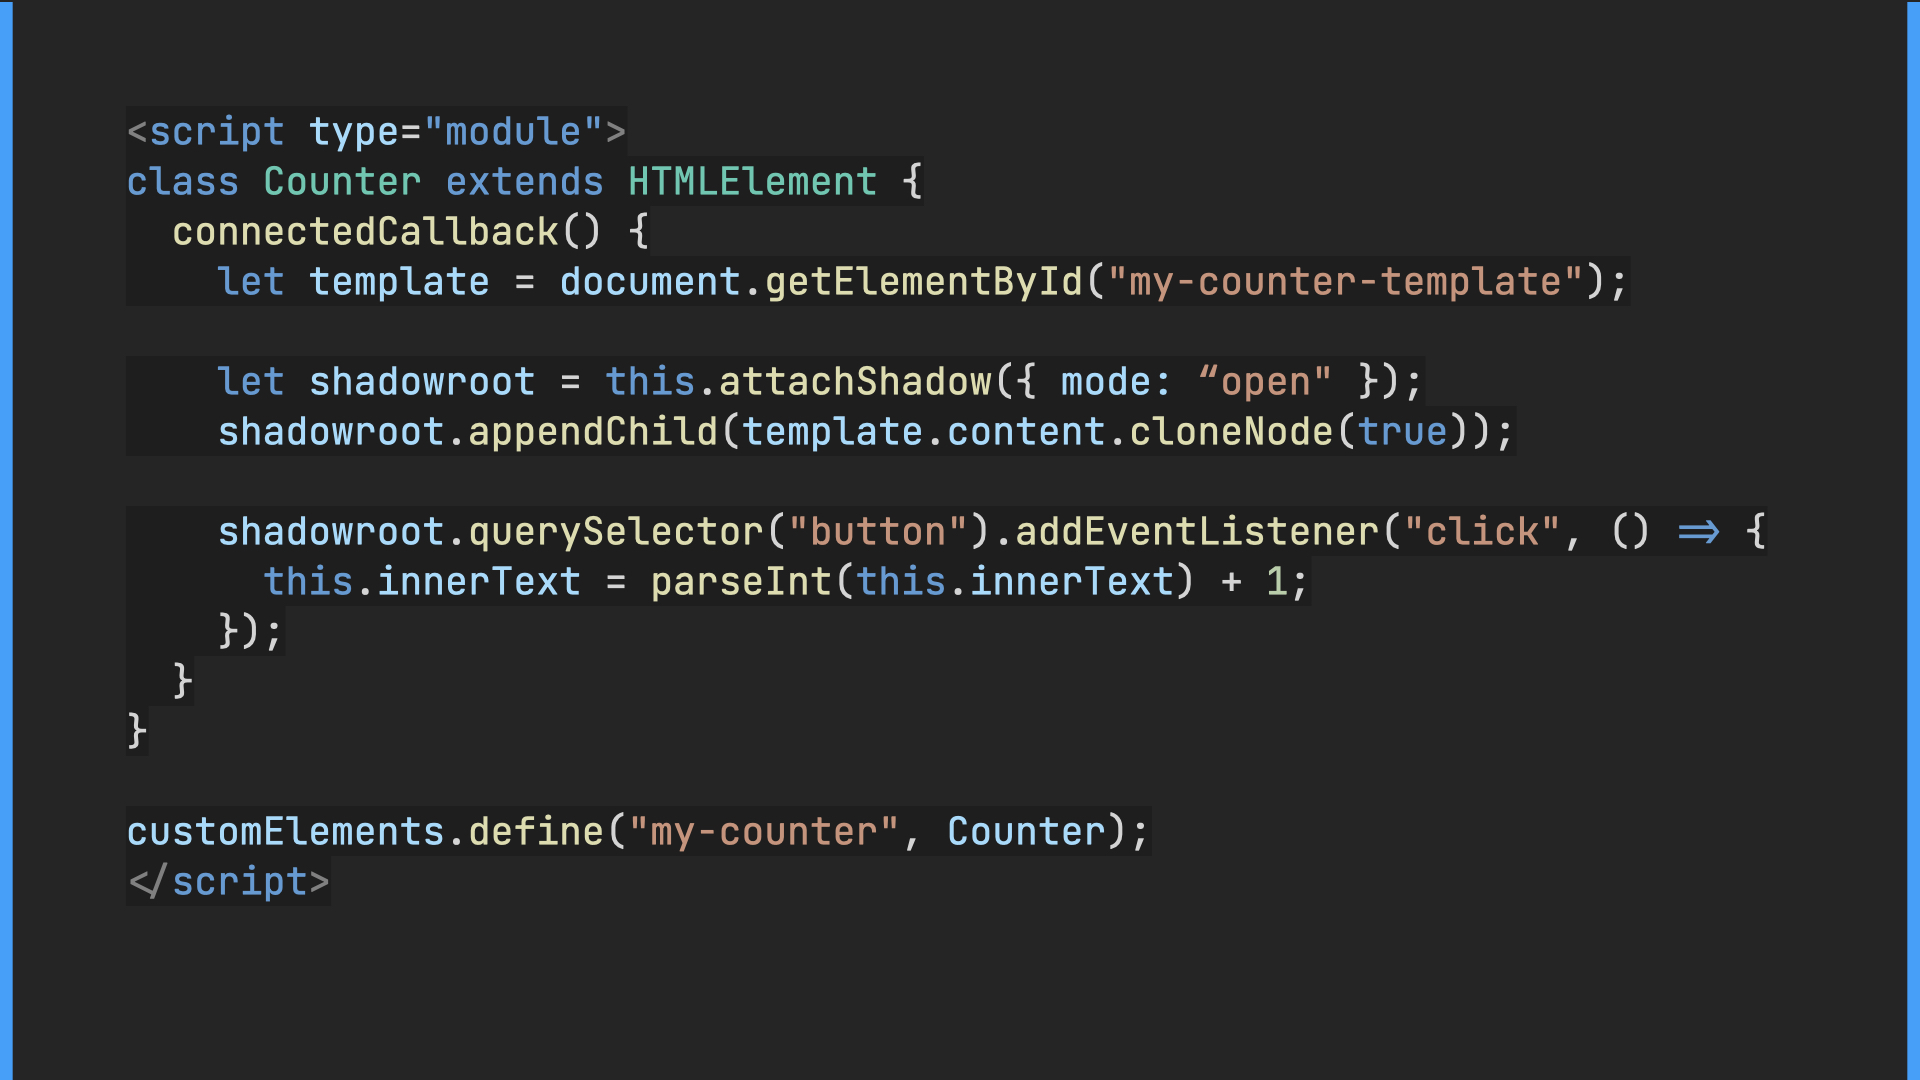 <script type="module">
class Counter extends HTMLElement {
  connectedCallback() {
    let template = document.getElementById("my-counter-template");

    let shadowroot = this.attachShadow({ mode: “open" });
    shadowroot.appendChild(template.content.cloneNode(true));

    shadowroot.querySelector("button").addEventListener("click", () => {
      this.innerText = parseInt(this.innerText) + 1;
    });
  }
}

customElements.define("my-counter", Counter);
</script>